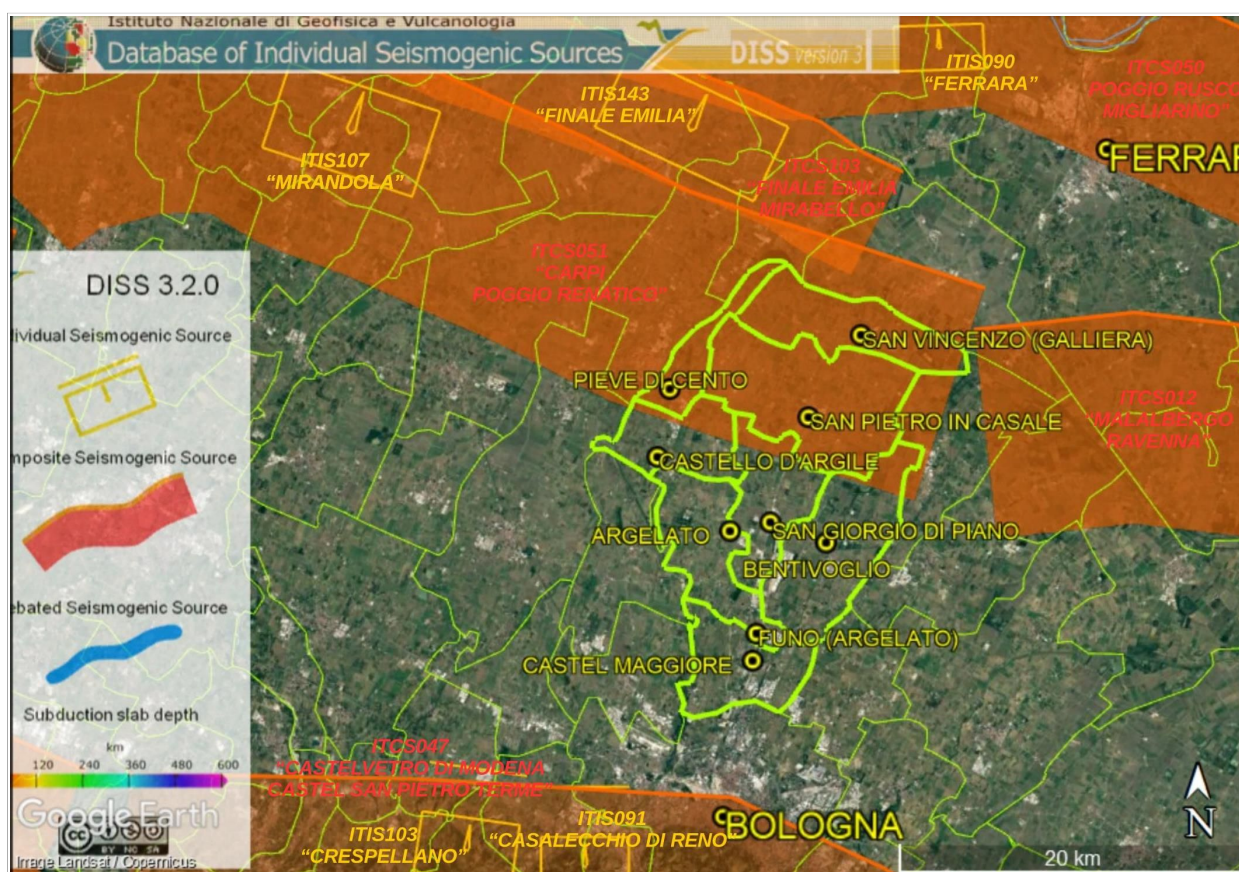 Istituto Nazionale di Geofisica e Vulcanologia
Database of Individual Seismogenic Sources
DISS version 3
ITIS090
“FERRARA”
ITCS050
POGGIO RUSCO
MIGLIARINO”
ITIS143
“FINALE EMILIA”
FERRAR
ITIS107
“MIRANDOLA”
ITCS103
“FINALE EMILIA
MIRABELLO”
ITCS051
“CARPI
POGGIO RENATICO”
DISS 3.2.0
dividual Seismogenic Source
SAN VINCENZO (GALLIERA)
PIEVE DI CENTO
SAN PIETRO IN CASALE
ITCS012
“MALALBERGO
RAVENNA”
mposite Seismogenic Source
CASTELLO D'ARGILE
ARGELATO
SAN GIORGIO DI PIANO
BENTIVOGLIO
ebated Seismogenic Source
FUNO (ARGELATO)
CASTEL MAGGIORE
Subduction slab depth
km
120 240 360 480 600
ITCS047
“CASTELVETRO DI MODENA
CASTEL SAN PIETRO TERME”
Google Earth
cc
BY NC SA
Image Landsat / Copernicus
ITIS103
“CRESPELLANO”
ITIS091
“CASALECCHIO DI RENO”
BOLOGNA
N
20 km